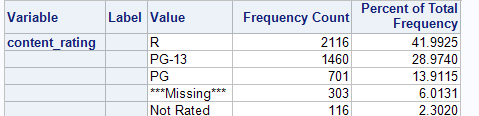 Variable Label Value Frequency Count Percent of Total Frequency
content_rating R 2116 41.9925
PG-13 1460 28.9740
PG 701 13.9115
***Missing*** 303 6.0131
Not Rated 116 2.3020